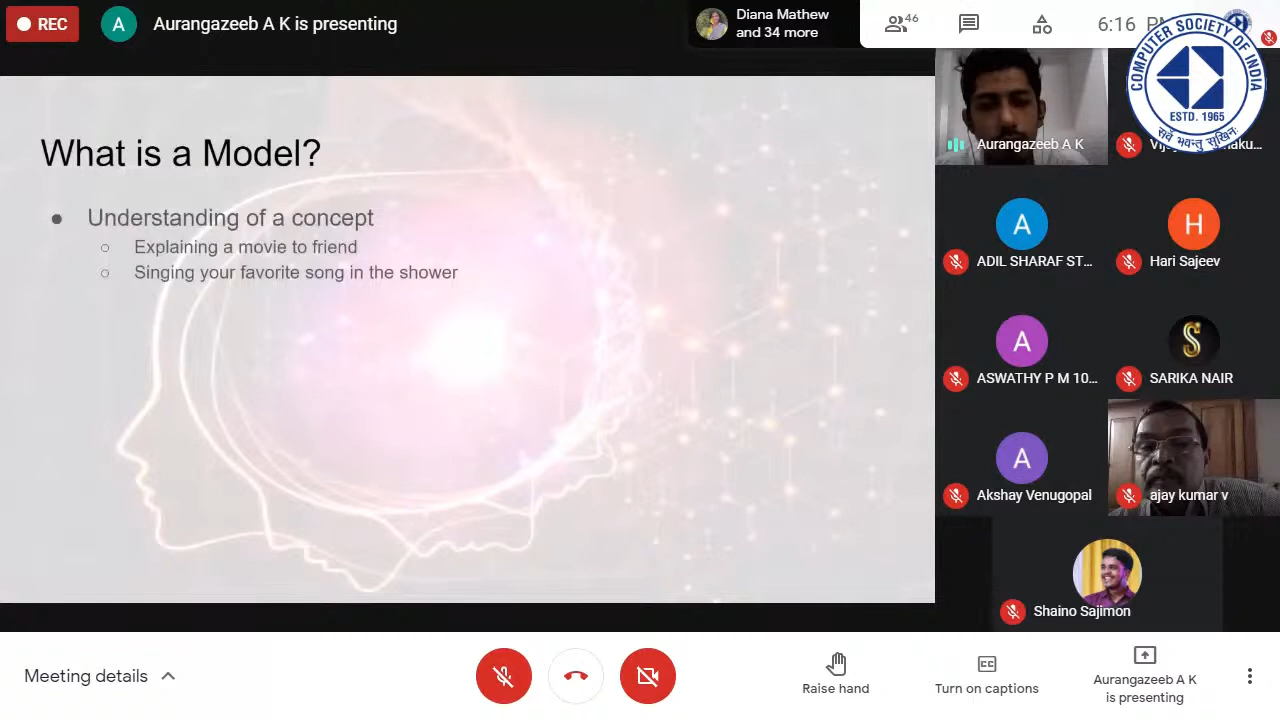 REC
A
Aurangazeeb A K is presenting
Diana Mathew
and 34 more
46
6:16
COMPUTER SOCIETY OF INDIA
ESTD. 1965
सर्वे भवन्तु सुखिनः
What is a Model?
Understanding of a concept
Explaining a movie to friend
Singing your favorite song in the shower
Aurangazeeb A K
A
ADIL SHARAF ST...
H
Hari Sajeev
A
ASWATHY P M 10...
S
SARIKA NAIR
A
Akshay Venugopal
ajay kumar v
Shaino Sajimon
Meeting details
Raise hand
CC
Turn on captions
Aurangazeeb A K
is presenting